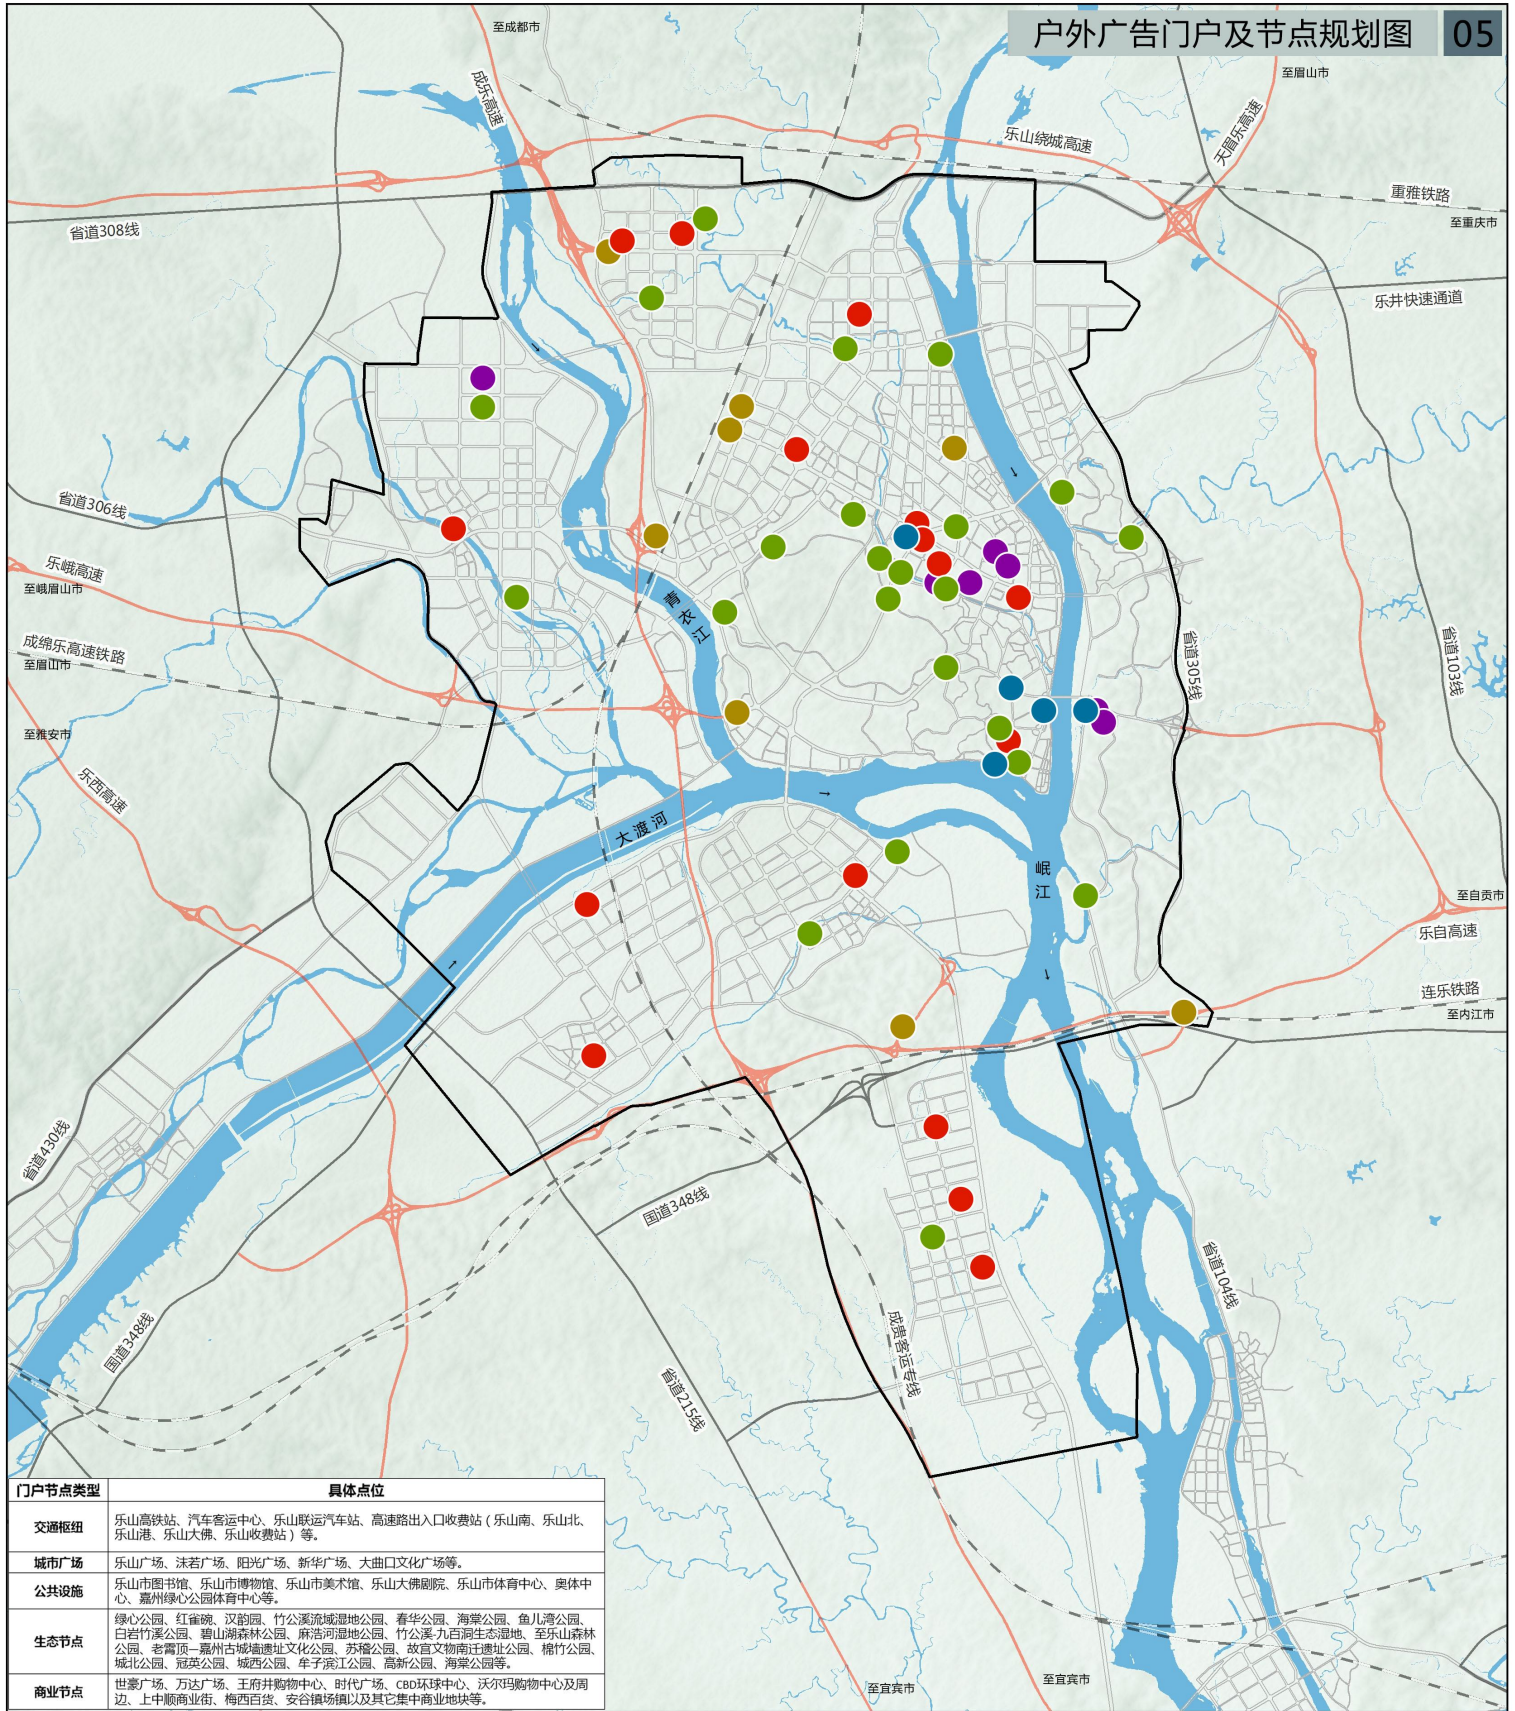 户外广告门户及节点规划图 05
至成都市
至眉山市
成乐高速
乐山绕城高速
天眉乐高速
重雅铁路
至重庆市
省道308线
乐井快速通道
省道306线
乐峨高速
至峨眉山市
成绵乐高速铁路
至眉山市
至雅安市
乐西高速
青衣江
省道305线
省道103线
大渡河
岷江
至自贡市
乐自高速
连乐铁路
至内江市
省道430线
国道348线
国道348线
省道104线
成贵客运专线
省道215线
至宜宾市
至宜宾市
门户节点类型 具体点位
交通枢纽 乐山高铁站、汽车客运中心、乐山联运汽车站、高速路出入口收费站（乐山南、乐山北、
乐山港、乐山大佛、乐山收费站）等。
城市广场 乐山广场、沫若广场、阳光广场、新华广场、大曲口文化广场等。
公共设施 乐山市图书馆、乐山市博物馆、乐山市美术馆、乐山大佛剧院、乐山市体育中心、奥体中
心、嘉州绿心公园体育中心等。
生态节点 绿心公园、红雀碗、汉韵园、竹公溪流域湿地公园、春华公园、海棠公园、鱼儿湾公园、
白岩竹溪公园、碧山湖森林公园、麻浩河湿地公园、竹公溪-九百洞生态湿地、至乐山森林
公园、老霄顶—嘉州古城墙遗址文化公园、苏稽公园、故宫文物南迁遗址公园、棉竹公园、
城北公园、冠英公园、城西公园、牟子滨江公园、高新公园、海棠公园等。
商业节点 世豪广场、万达广场、王府井购物中心、时代广场、CBD环球中心、沃尔玛购物中心及周
边、上中顺商业街、梅西百货、安谷镇场镇以及其它集中商业地块等。